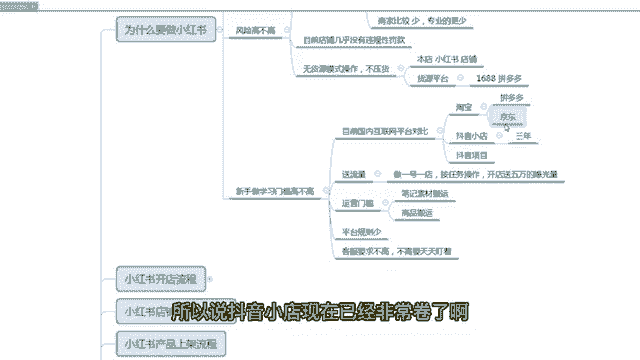 商家比较 少，专业的更少
为什么要做小红书
风险高不高
目前店铺几乎没有违规性罚款
本店 小红书 店铺
无货源模式操作，不压货
货源平台
1688 拼多多
拼多多
淘宝
京东
目前国内互联网平台对比
抖音小店
三年
抖音项目
送流量
做一号一店，按任务操作，开店送五万的曝光量
新手做学习门槛高不高
笔记素材搬运
运营门槛
商品搬运
平台规则少
客服要求不高，不需要天天盯着
小红书开店流程
小红书店
所以说抖音小店现在已经非常卷了啊
小红书产品上架流程